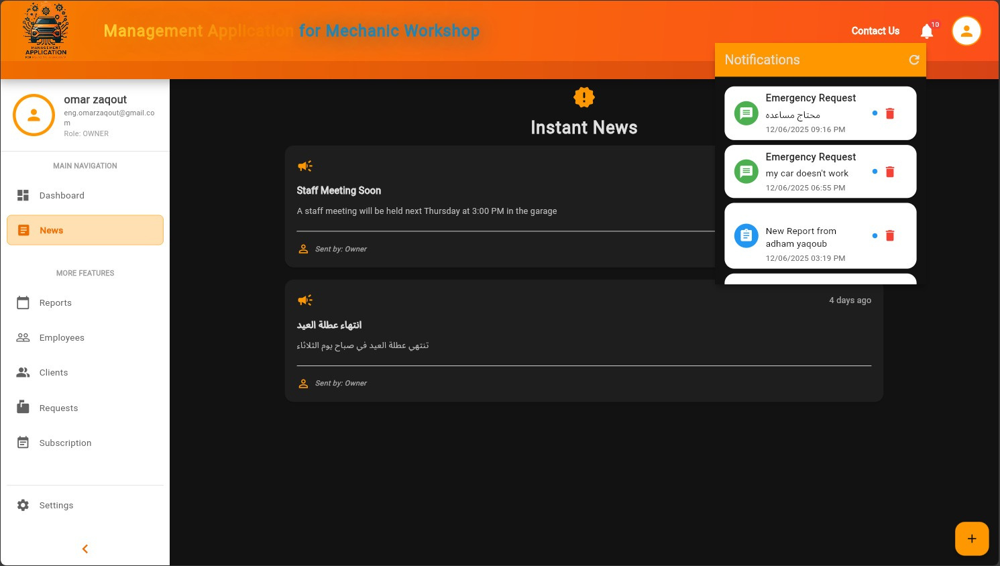 MANAGEMENT
APPLICATION
Management Application for Mechanic Workshop
Contact Us
10
Notifications
Emergency Request
محتاج مساعده
12/06/2025 09:16 PM
Emergency Request
my car doesn't work
12/06/2025 06:55 PM
New Report from
adham yaqoub
12/06/2025 03:19 PM
omar zaqout
eng.omarzaqout@gmail.co
m
Role: OWNER
MAIN NAVIGATION
Dashboard
News
MORE FEATURES
Reports
Employees
Clients
Requests
Subscription
Settings
Instant News
Staff Meeting Soon
A staff meeting will be held next Thursday at 3:00 PM in the garage
Sent by: Owner
4 days ago
انتهاء عطلة العيد
تنتهي عطلة العيد في صباح يوم الثلاثاء
Sent by: Owner